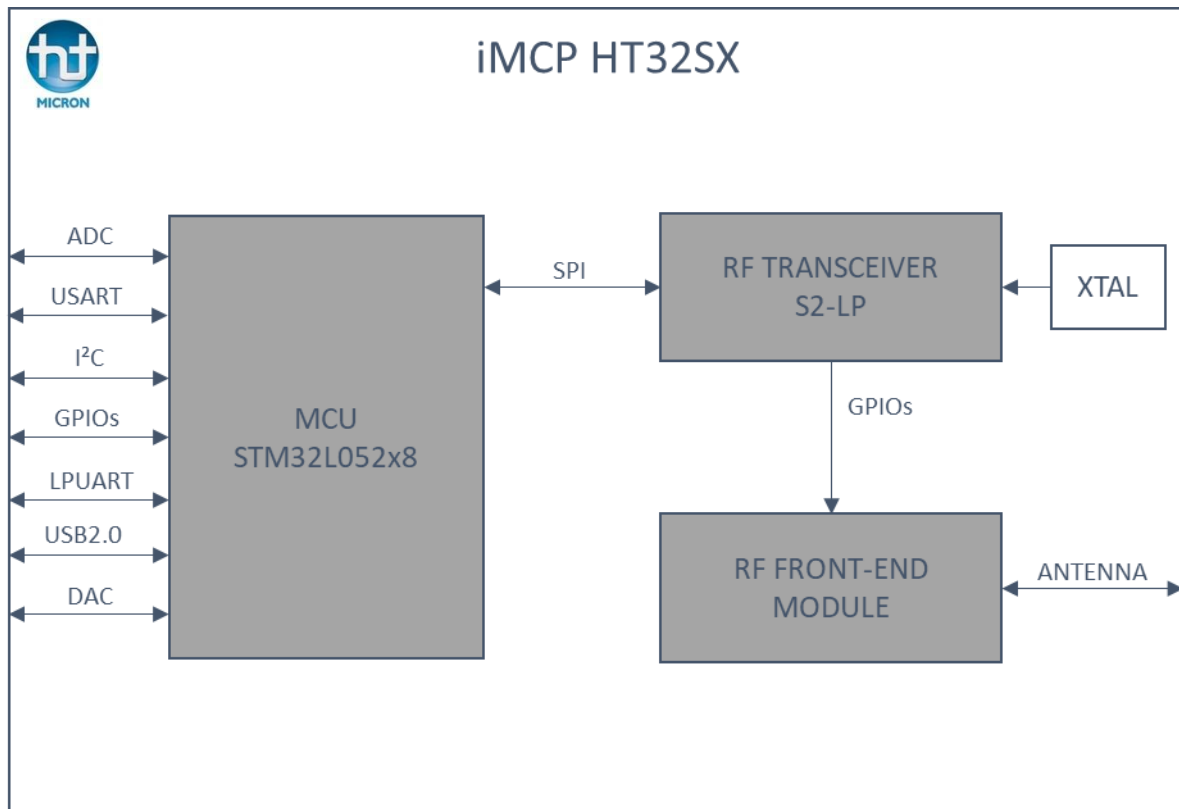 ht
MICRON
iMCP HT32SX
ADC
USART
I²C
GPIOs
LPUART
USB2.0
DAC
MCU
STM32L052x8
SPI
RF TRANSCEIVER
S2-LP
XTAL
GPIOs
RF FRONT-END
MODULE
ANTENNA